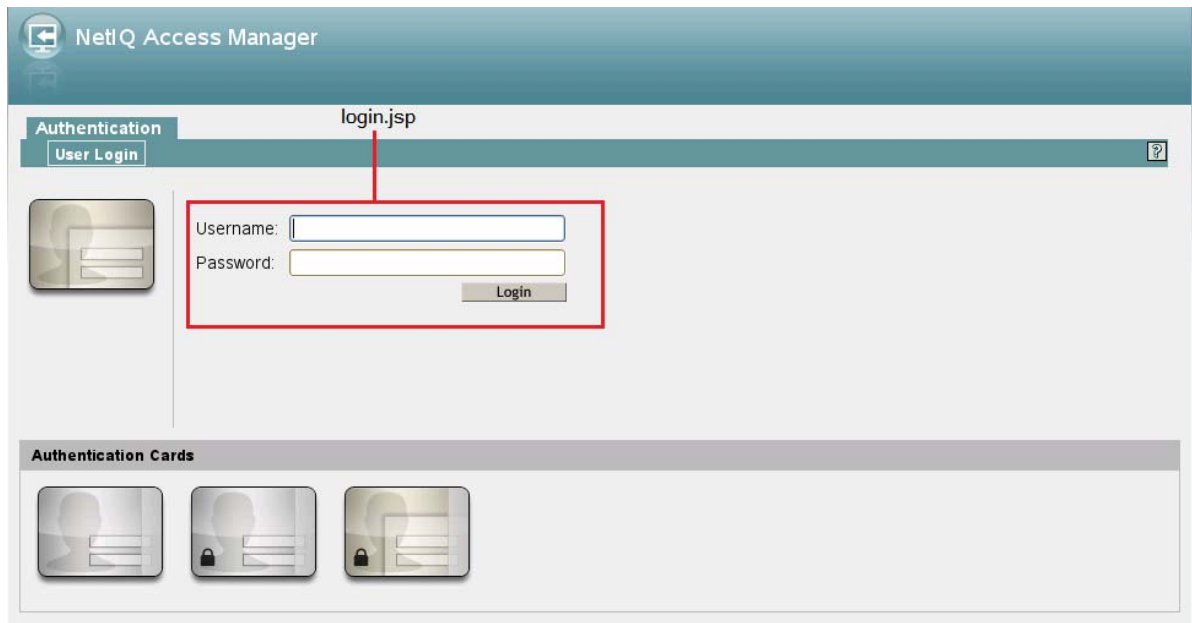 NetIQ Access Manager
login.jsp
Authentication
User Login
?
Username:
Password:
Login
Authentication Cards